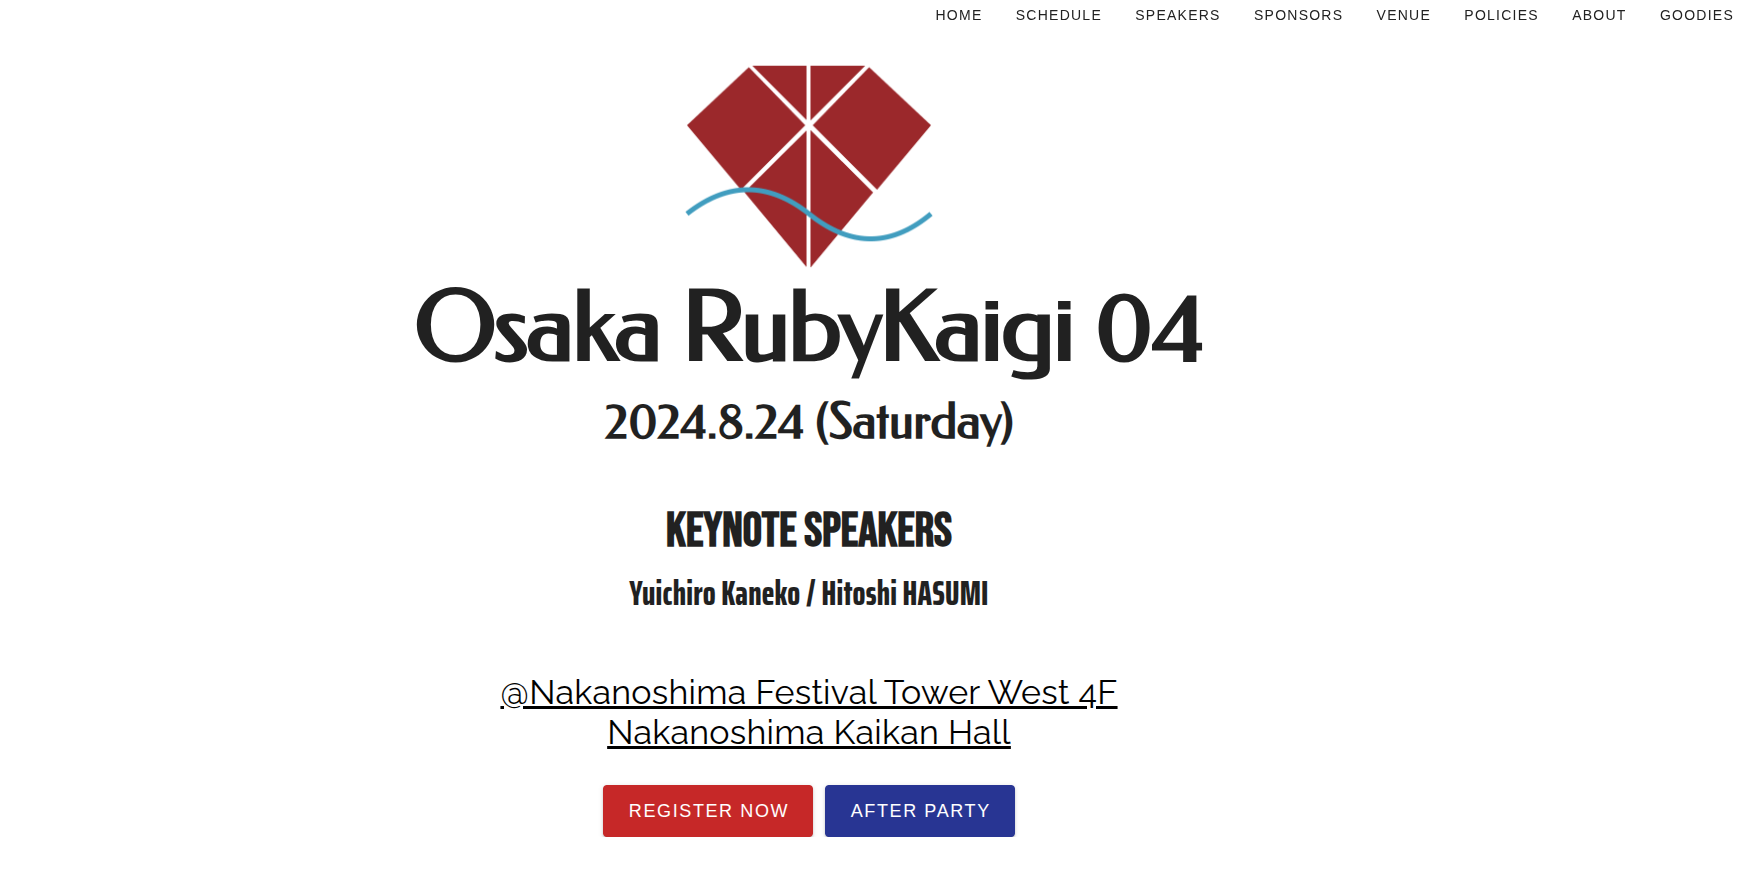 HOME SCHEDULE SPEAKERS SPONSORS VENUE POLICIES ABOUT GOODIES
Osaka RubyKaigi 04
2024.8.24 (Saturday)
KEYNOTE SPEAKERS
Yuichiro Kaneko / Hitoshi HASUMI
@Nakanoshima Festival Tower West 4F
Nakanoshima Kaikan Hall
REGISTER NOW AFTER PARTY